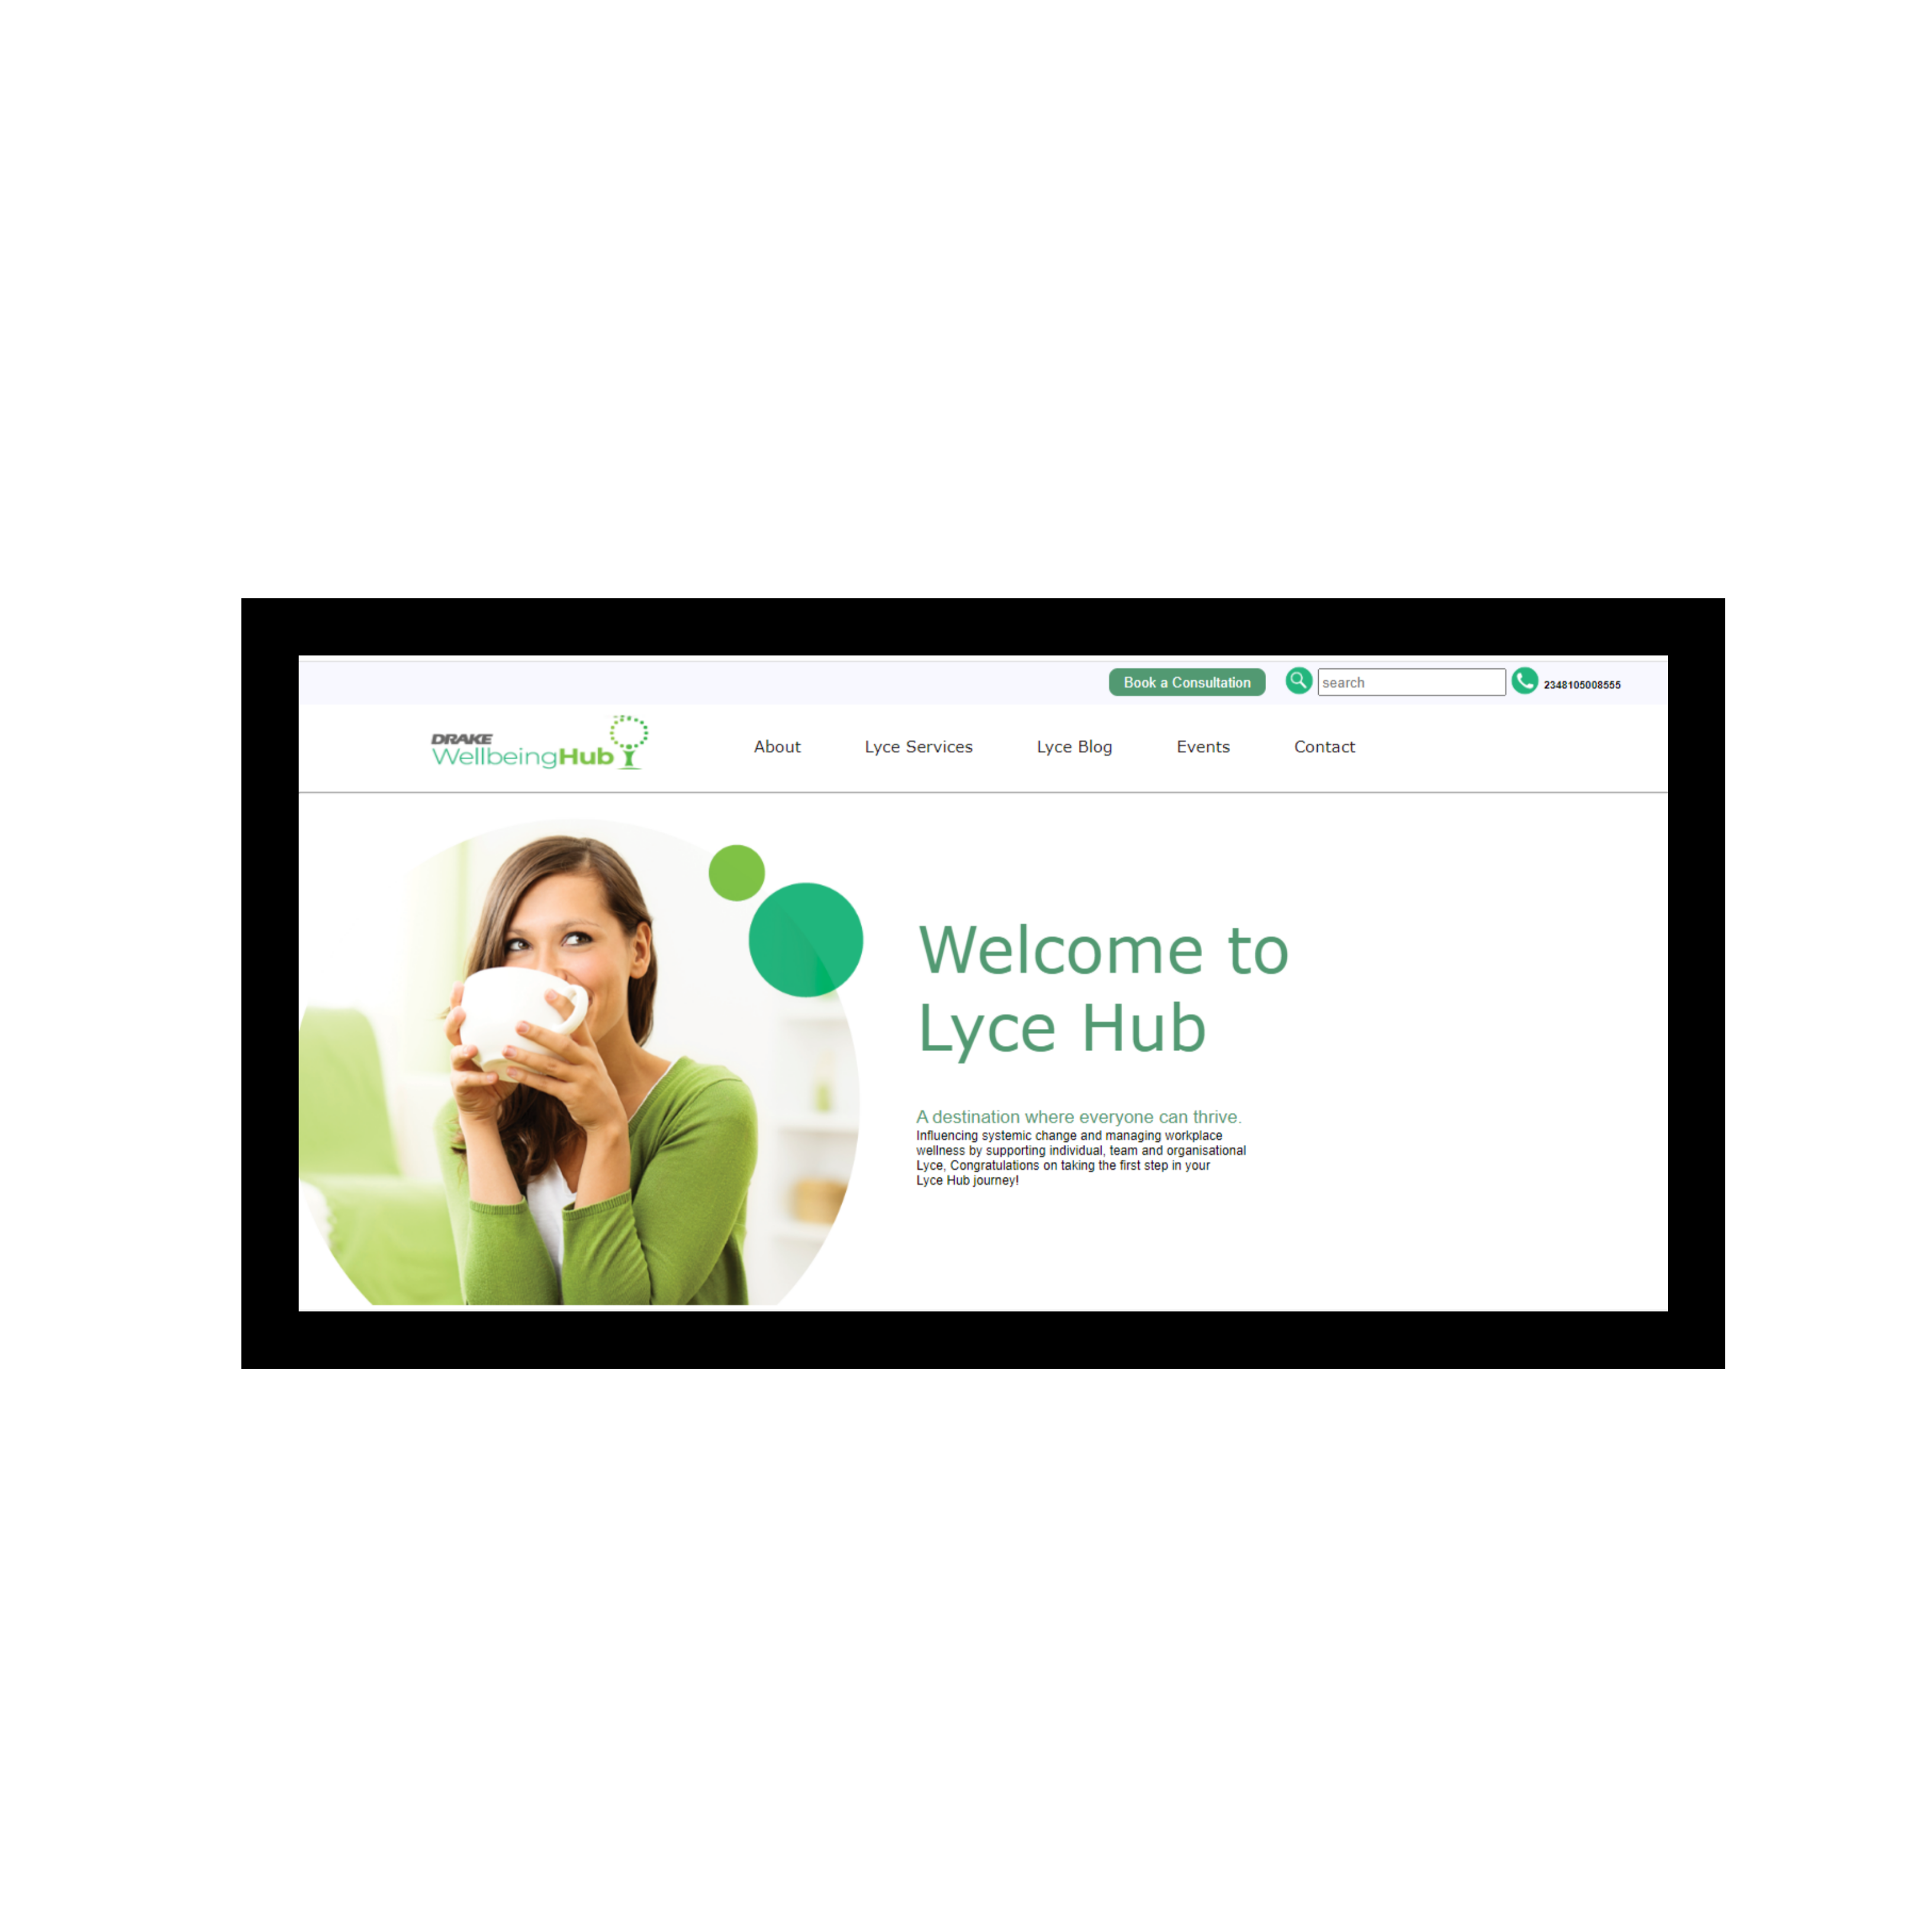 Book a Consultation
search
2348105008555
DRAKE
WellbeingHub
About
Lyce Services
Lyce Blog
Events
Contact
Welcome to
Lyce Hub
A destination where everyone can thrive.
Influencing systemic change and managing workplace
wellness by supporting individual, team and organisational
Lyce, Congratulations on taking the first step in your
Lyce Hub journey!